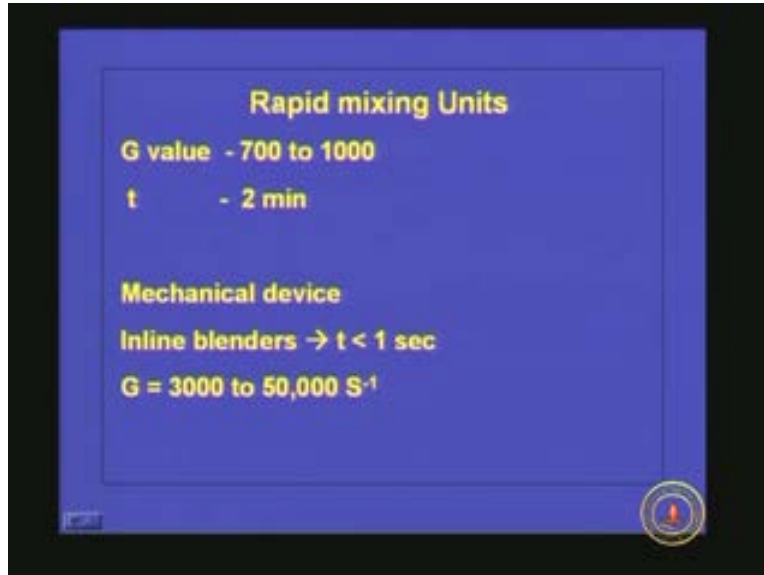 Rapid mixing Units
G value - 700 to 1000
t - 2 min
Mechanical device
Inline blenders → t < 1 sec
G = 3000 to 50,000 S-1